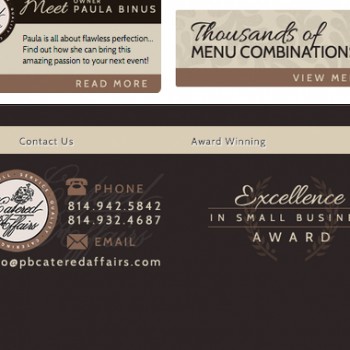 OWNER
Meet PAULA BINUS
Paula is all about flawless perfection...
Find out how she can bring this
amazing passion to your next event!
READ MORE
Thousands of
MENU COMBINATION
VIEW ME
Contact Us
Award Winning
Catered
Affairs
PHONE
814.942.5842
814.932.4687
EMAIL
o@pbcateredaffairs.com
Excellence
IN SMALL BUSINE
AWARD